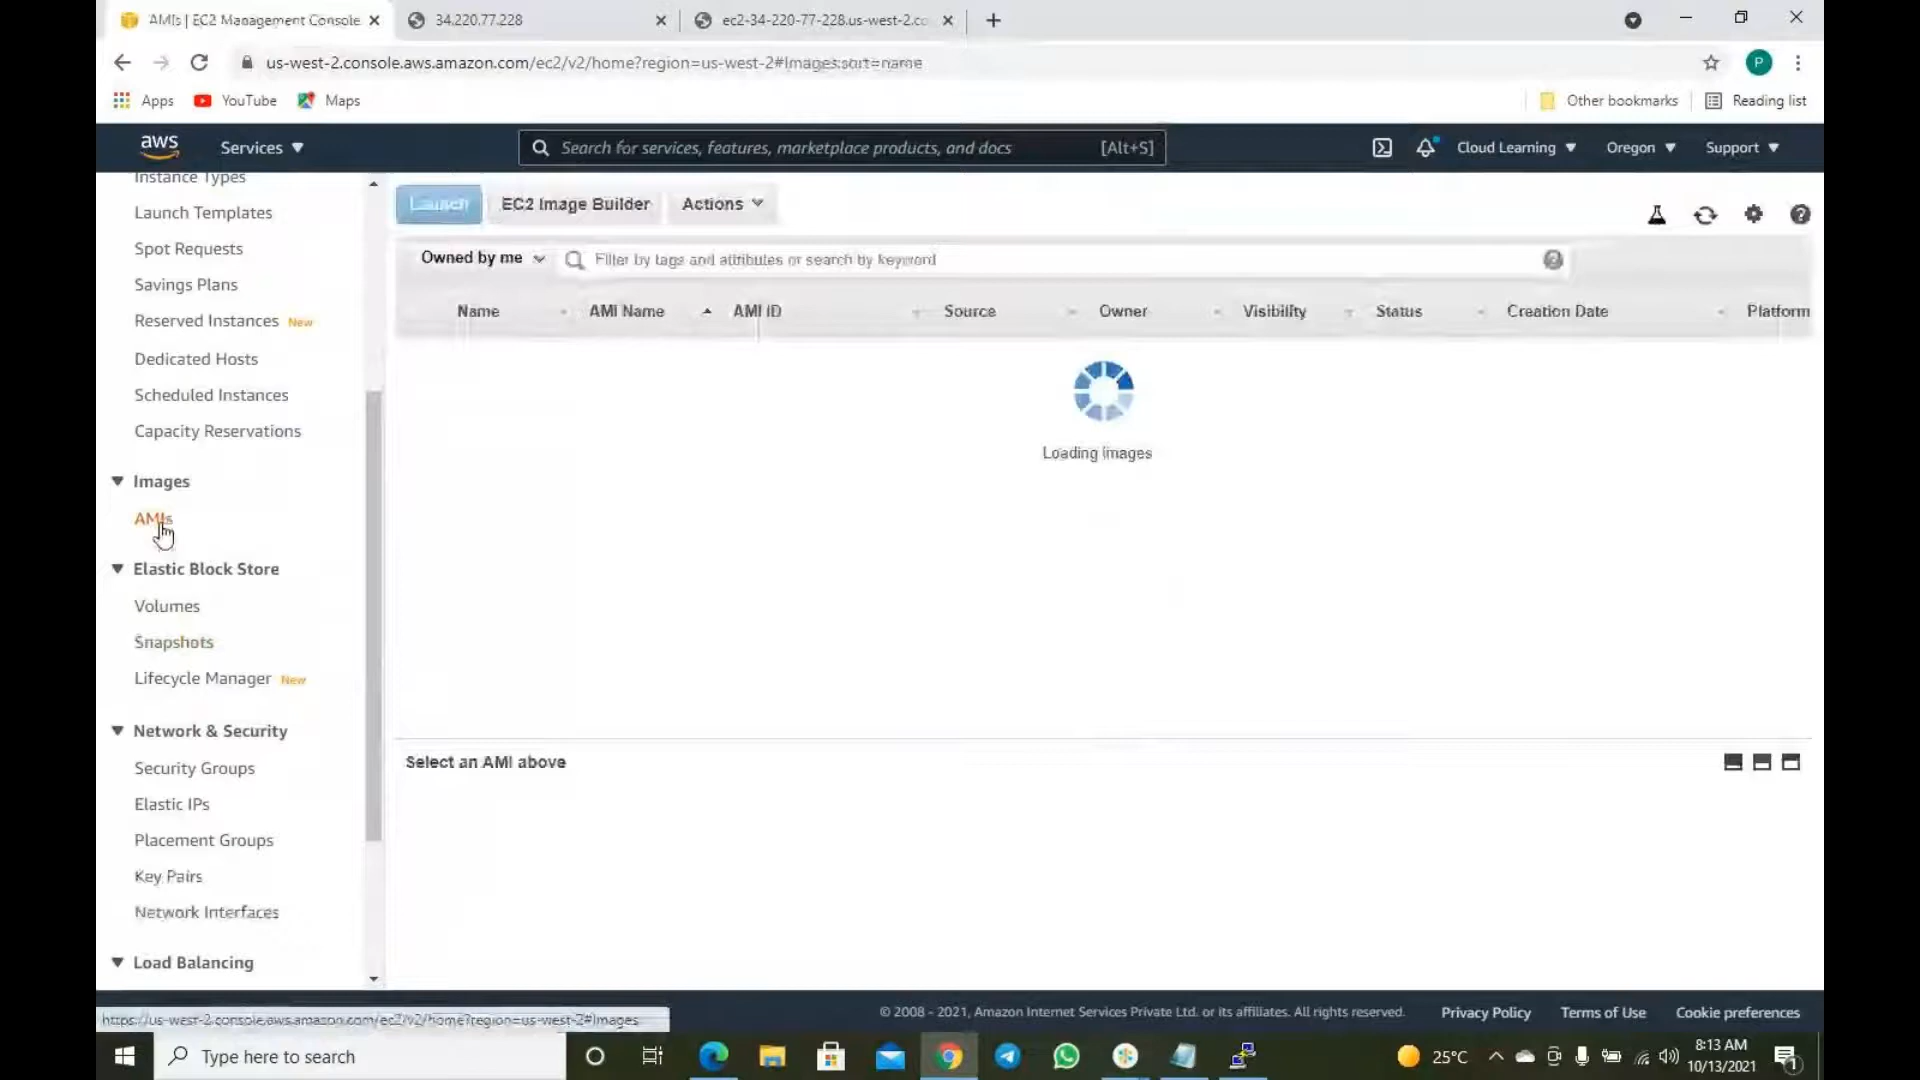 AMIs | EC2 Management Console
34.220.77.228
ec2-34-220-77-228.us-west-2.co
us-west-2.console.aws.amazon.com/ec2/v2/home?region=us-west-2#Images:sort=name
P
Apps
YouTube
Maps
Other bookmarks
Reading list
aws
Services
Search for services, features, marketplace products, and docs
[Alt+S]
Cloud Learning
Oregon
Support
Instance Types
Launch Templates
Spot Requests
Savings Plans
Reserved Instances New
Dedicated Hosts
Scheduled Instances
Capacity Reservations
Images
AMIs
Elastic Block Store
Volumes
Snapshots
Lifecycle Manager New
Network & Security
Security Groups
Elastic IPs
Placement Groups
Key Pairs
Network Interfaces
Load Balancing
Launch
EC2 Image Builder
Actions
Owned by me
Filter by tags and attributes or search by keyword
Name
AMI Name
AMI ID
Source
Owner
Visibility
Status
Creation Date
Platform
Loading images
Select an AMI above
https://us-west-2.console.aws.amazon.com/ec2/v2/home?region=us-west-2#Images
© 2008 - 2021, Amazon Internet Services Private Ltd. or its affiliates. All rights reserved.
Privacy Policy
Terms of Use
Cookie preferences
Type here to search
25°C
8:13 AM
10/13/2021
1